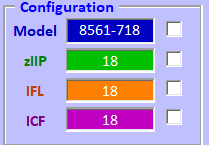 Configuration
Model 8561-718
zIIP 18
IFL 18
ICF 18